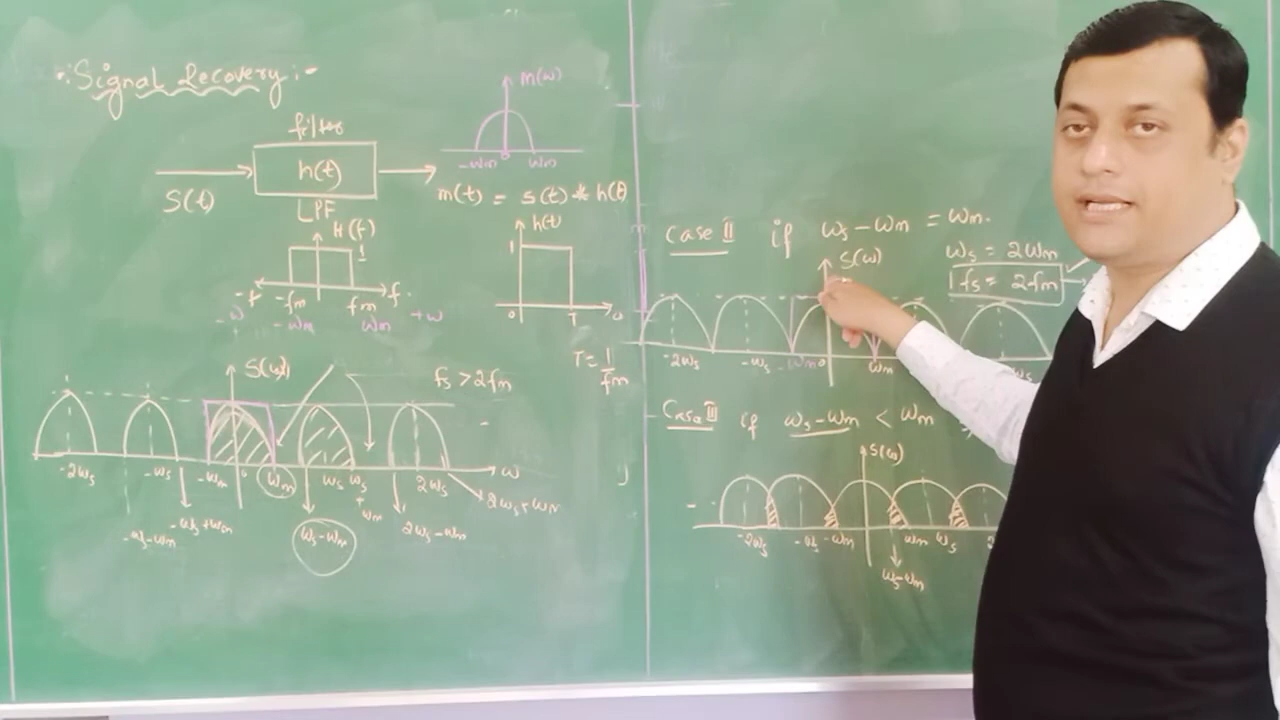 Signal Recovery :-
filter
h(t)
S(t)
LPF
M(ω)
-ωm 0 ωm
m(t) = s(t) * h(t)
H(f)
1
-f -fm fm f
-ω -ωm ωm +ω
h(t)
1
0 T
T = 1/fm
S(ω)
fs > 2fm
-2ωs -ωs -ωm ωm ωs ωs+ωm 2ωs ω
2ωs+ωm
-ωs-ωm -ωs+ωm ωs-ωm 2ωs-ωm
Case II if ωs-ωm = ωm.
S(ω)
ωs = 2ωm
fs = 2fm
-2ωs -ωs -ωm 0 ωm
Case III if ωs-ωm < ωm
S(ω)
-2ωs -ωs -ωm ωm ωs
ωs-ωm